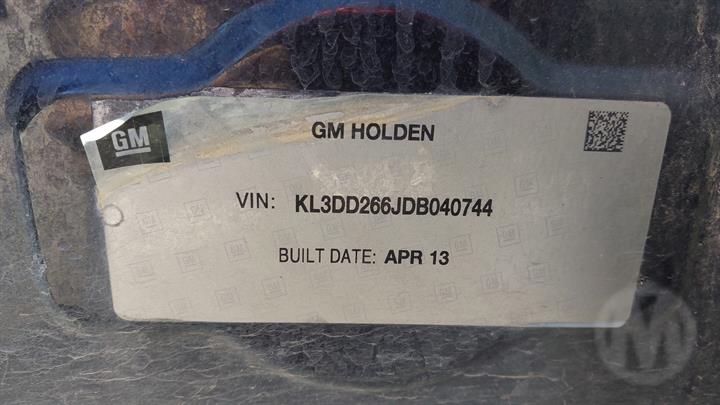 GM
GM HOLDEN
VIN: KL3DD266JDB040744
BUILT DATE: APR 13
M